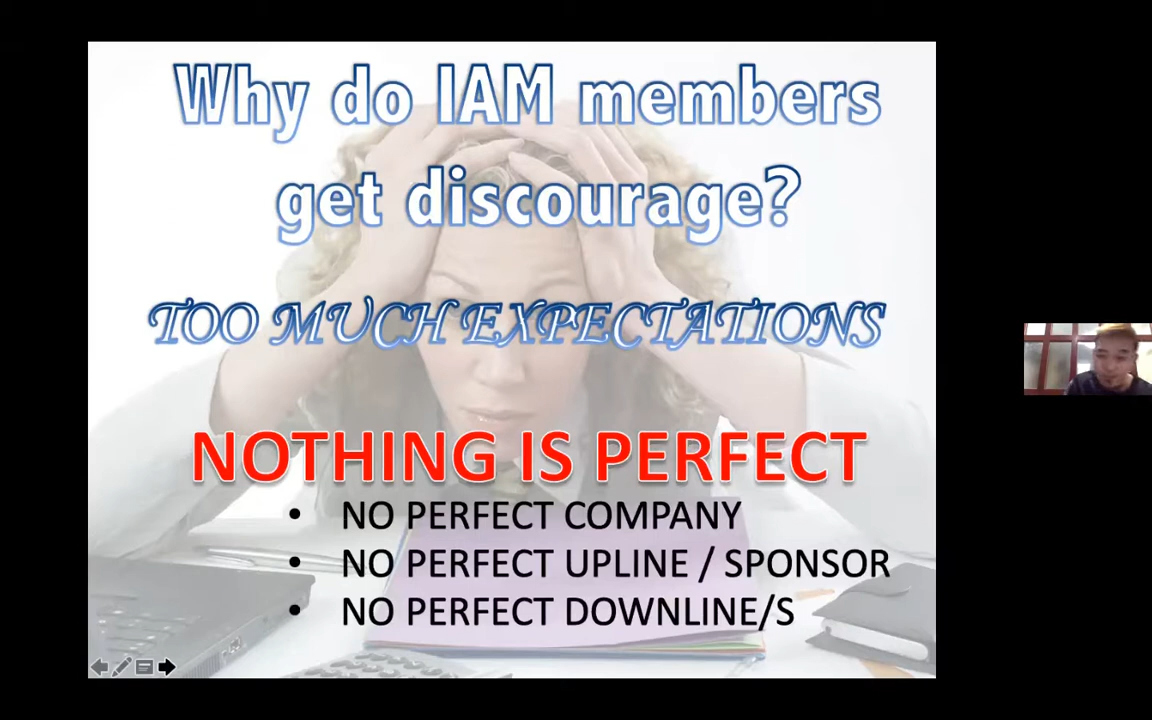 Why do IAM members
get discourage?
TOO MUCH EXPECTATIONS
NOTHING IS PERFECT
• NO PERFECT COMPANY
• NO PERFECT UPLINE / SPONSOR
• NO PERFECT DOWNLINE/S